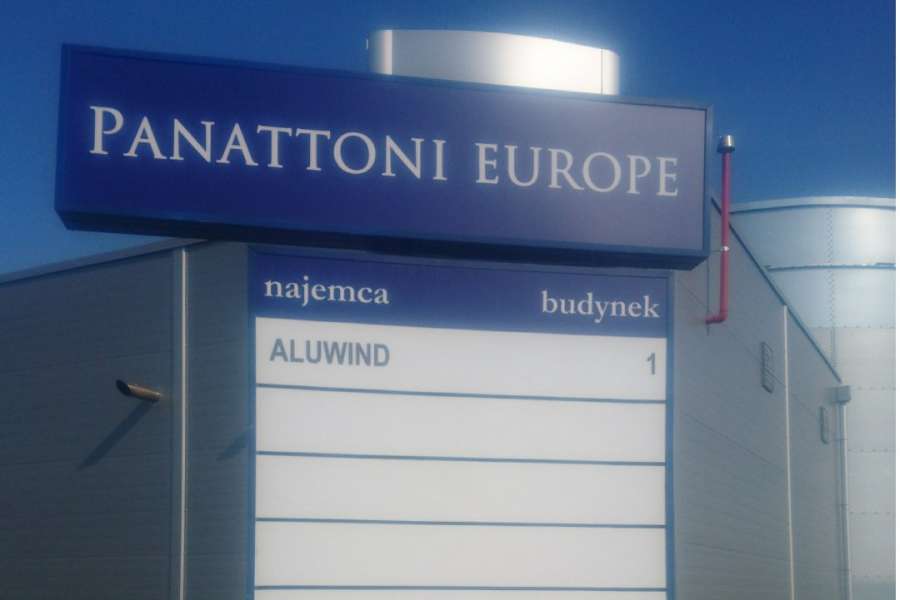 PANATTONI EUROPE
najemca budynek
ALUWIND 1